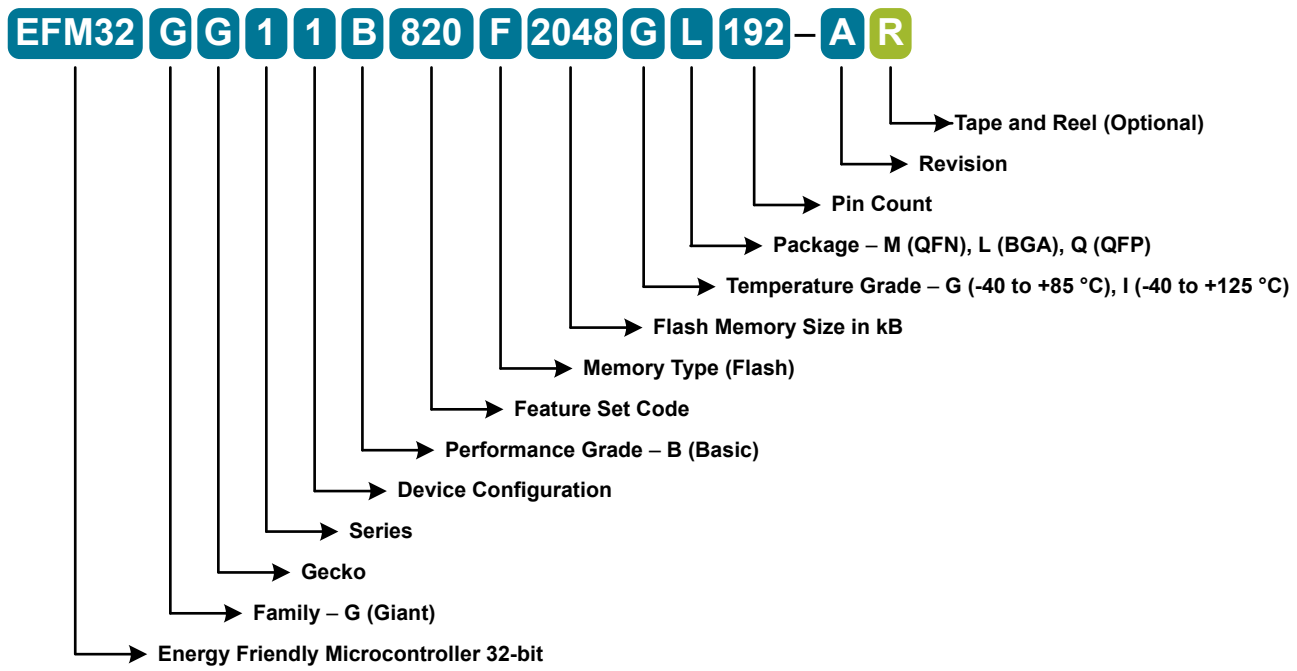 EFM32 G G 1 1 B 820 F 2048 G L 192 – A R
Tape and Reel (Optional)
Revision
Pin Count
Package – M (QFN), L (BGA), Q (QFP)
Temperature Grade – G (-40 to +85 °C), I (-40 to +125 °C)
Flash Memory Size in kB
Memory Type (Flash)
Feature Set Code
Performance Grade – B (Basic)
Device Configuration
Series
Gecko
Family – G (Giant)
Energy Friendly Microcontroller 32-bit